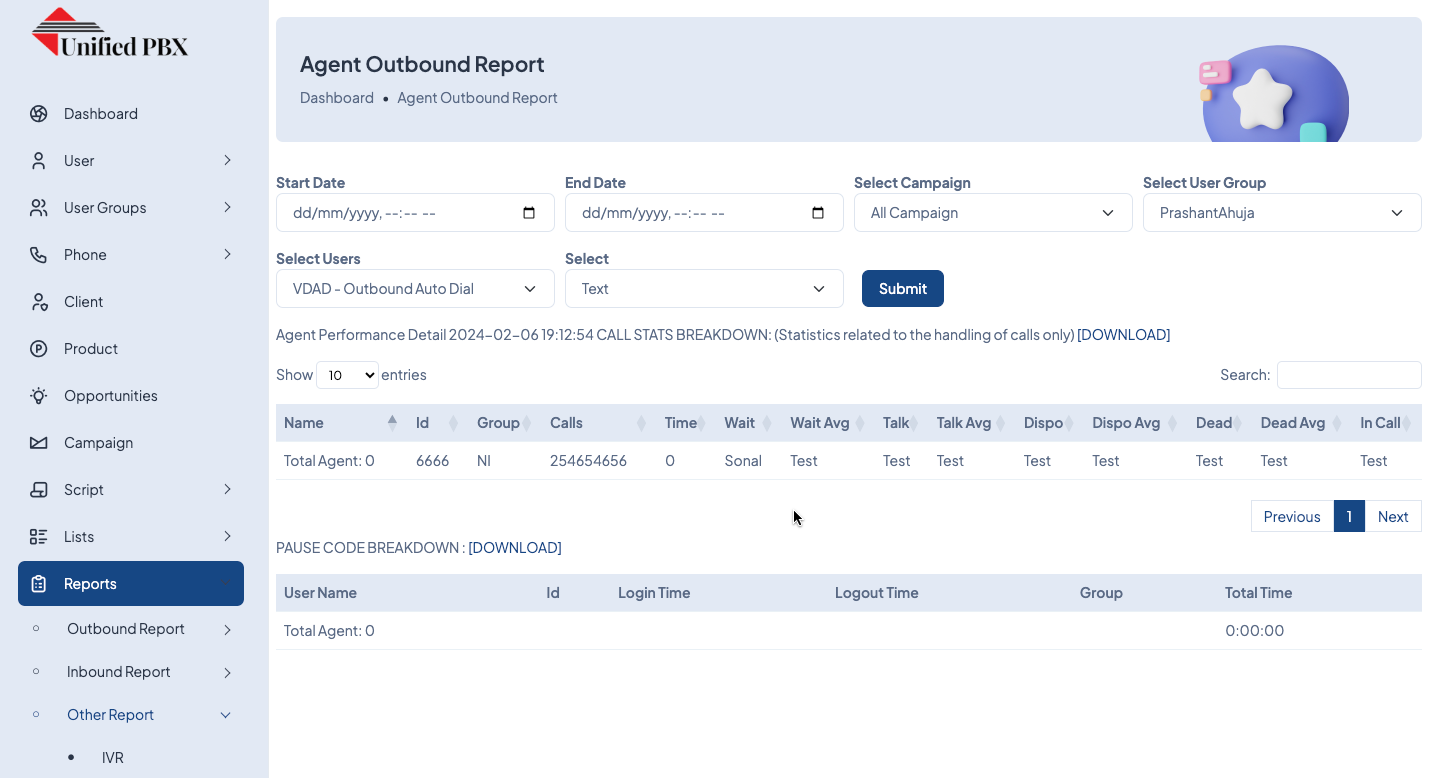 Unified PBX
Dashboard
User
User Groups
Phone
Client
Product
Opportunities
Campaign
Script
Lists
Reports
Outbound Report
Inbound Report
Other Report
IVR
Agent Outbound Report
Dashboard • Agent Outbound Report
Start Date End Date Select Campaign Select User Group
dd/mm/yyyy, --:-- -- dd/mm/yyyy, --:-- -- All Campaign PrashantAhuja
Select Users Select
VDAD - Outbound Auto Dial Text Submit
Agent Performance Detail 2024-02-06 19:12:54 CALL STATS BREAKDOWN: (Statistics related to the handling of calls only) [DOWNLOAD]
Show 10 entries Search:
Name Id Group Calls Time Wait Wait Avg Talk Talk Avg Dispo Dispo Avg Dead Dead Avg In Call
Total Agent: 0 6666 NI 254654656 0 Sonal Test Test Test Test Test Test Test Test
Previous 1 Next
PAUSE CODE BREAKDOWN : [DOWNLOAD]
User Name Id Login Time Logout Time Group Total Time
Total Agent: 0 0:00:00